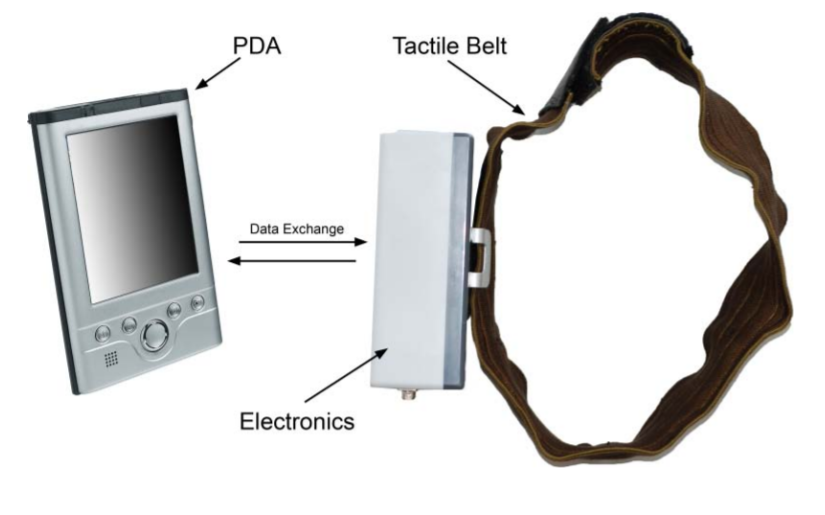 PDA
Tactile Belt
Data Exchange
Electronics